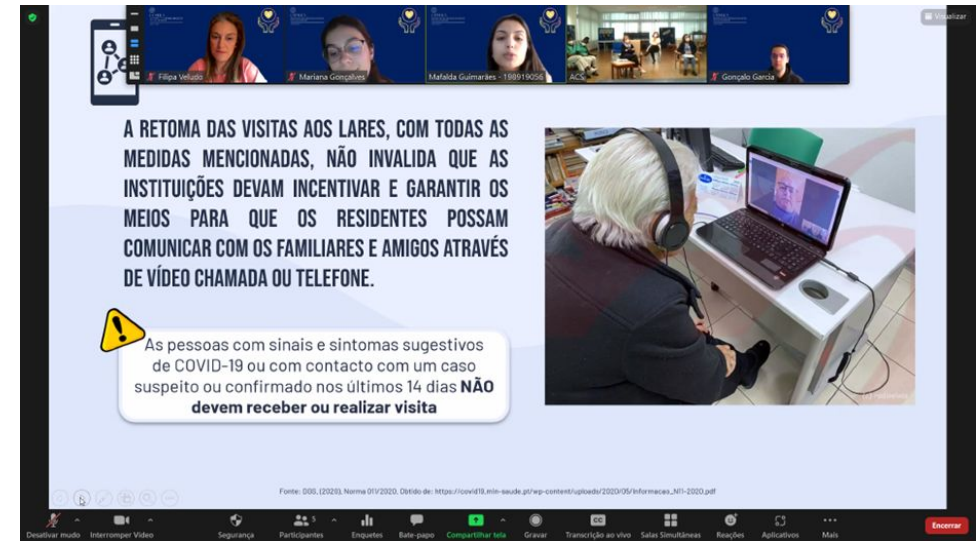 Visualizar
Filipa Veludo
Mariana Gonçalves
Mafalda Guimarães - 198919056
ACS
Gonçalo Garcia
A RETOMA DAS VISITAS AOS LARES, COM TODAS AS
MEDIDAS MENCIONADAS, NÃO INVALIDA QUE AS
INSTITUIÇÕES DEVAM INCENTIVAR E GARANTIR OS
MEIOS PARA QUE OS RESIDENTES POSSAM
COMUNICAR COM OS FAMILIARES E AMIGOS ATRAVÉS
DE VÍDEO CHAMADA OU TELEFONE.
As pessoas com sinais e sintomas sugestivos
de COVID-19 ou com contacto com um caso
suspeito ou confirmado nos últimos 14 dias NÃO
devem receber ou realizar visita
Fonte: DGS, (2020). Norma 011/2020. Obtido de: https://covid19.min-saude.pt/wp-content/uploads/2020/05/Informacao_N11-2020.pdf
Desativar mudo
Interromper Vídeo
Segurança
Participantes
5
Enquetes
Bate-papo
Compartilhar tela
Gravar
CC
Transcrição ao vivo
Salas Simultâneas
Reações
Aplicativos
Mais
Encerrar